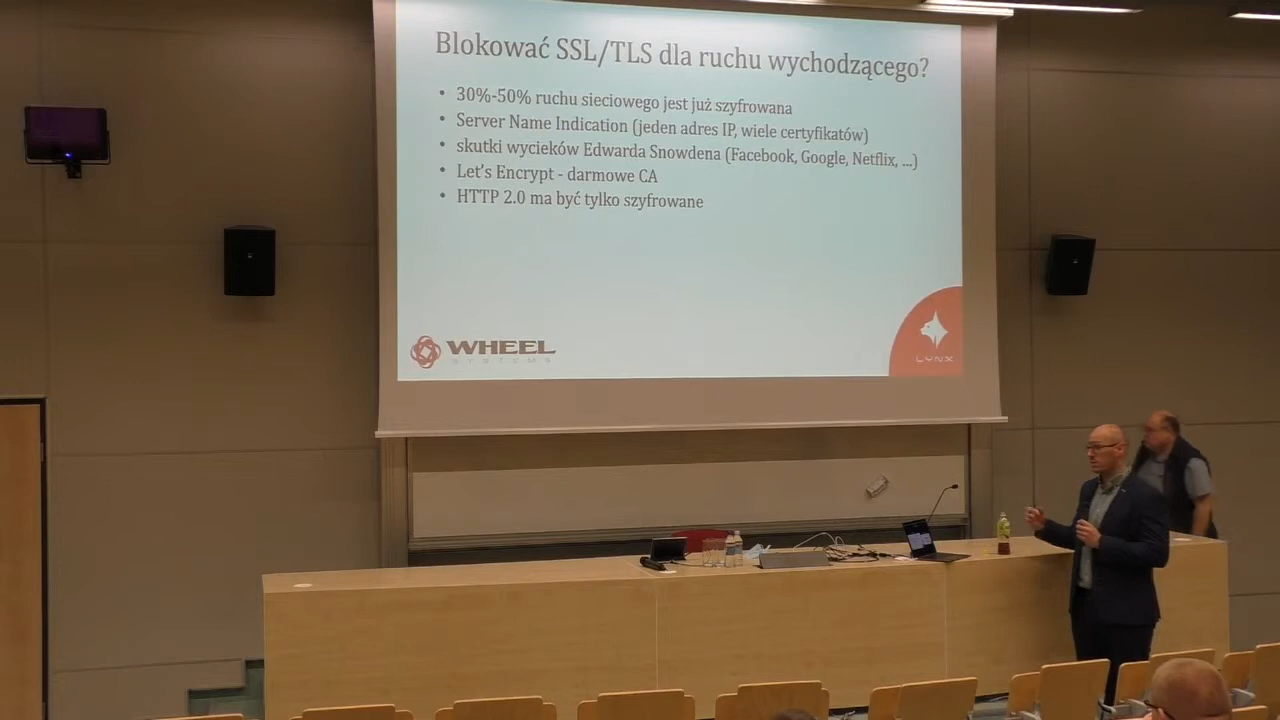 Blokować SSL/TLS dla ruchu wychodzącego?
• 30%-50% ruchu sieciowego jest już szyfrowana
• Server Name Indication (jeden adres IP, wiele certyfikatów)
• skutki wycieków Edwarda Snowdena (Facebook, Google, Netflix, ...)
• Let's Encrypt - darmowe CA
• HTTP 2.0 ma być tylko szyfrowane
WHEEL
SYSTEMS
LYNX